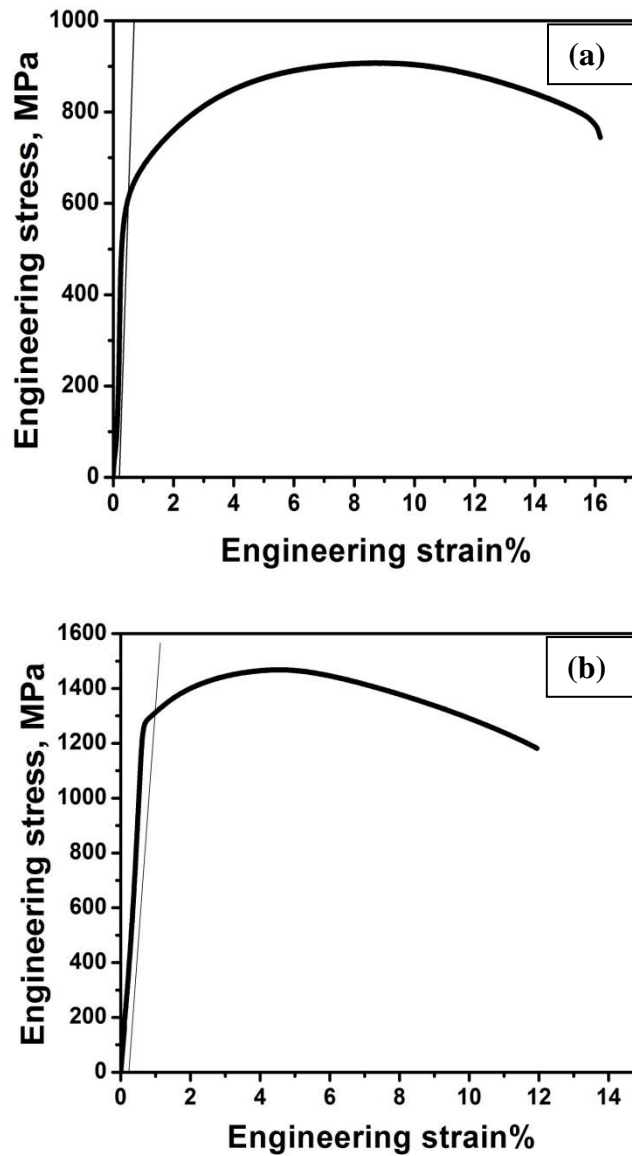 (a)
Engineering stress, MPa
1000
800
600
400
200
0
0 2 4 6 8 10 12 14 16
Engineering strain%
(b)
Engineering stress, MPa
1600
1400
1200
1000
800
600
400
200
0
0 2 4 6 8 10 12 14
Engineering strain%